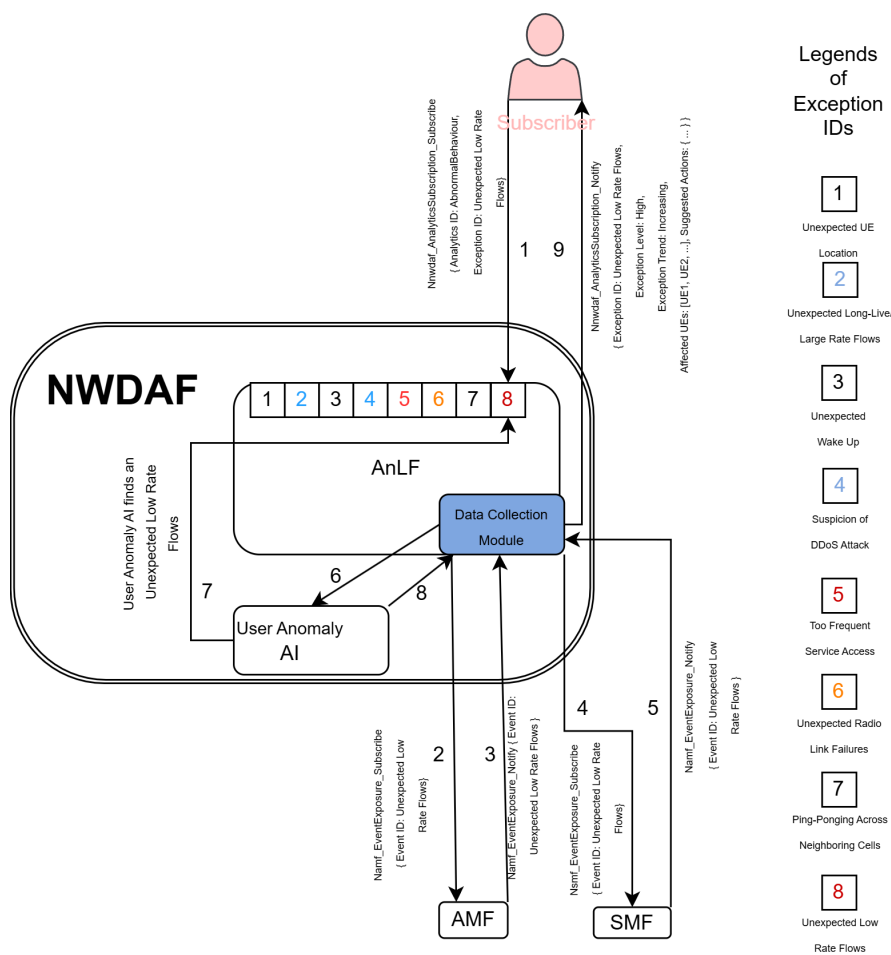 Subscriber
Nnwdaf_AnalyticsSubscription_Subscribe
{ Analytics ID: AbnormalBehaviour,
Exception ID: Unexpected Low Rate
Flows}
1
9
Nnwdaf_AnalyticsSubscription_Notify
{ Exception ID: Unexpected Low Rate Flows,
Exception Level: High,
Exception Trend: Increasing,
Affected UEs: [UE1, UE2, ...], Suggested Actions: { ... } }
NWDAF
1 2 3 4 5 6 7 8
AnLF
Data Collection
Module
User Anomaly AI finds an
Unexpected Low Rate
Flows
7
6
8
User Anomaly
AI
2
Namf_EventExposure_Subscribe
{ Event ID: Unexpected Low
Rate Flows}
3
Namf_EventExposure_Notify { Event ID:
Unexpected Low Rate Flows }
4
Nsmf_EventExposure_Subscribe
{ Event ID: Unexpected Low Rate
Flows}
5
Namf_EventExposure_Notify
{ Event ID: Unexpected Low
Rate Flows }
AMF
SMF
Legends
of
Exception
IDs
1
Unexpected UE
Location
2
Unexpected Long-Live/
Large Rate Flows
3
Unexpected
Wake Up
4
Suspicion of
DDoS Attack
5
Too Frequent
Service Access
6
Unexpected Radio
Link Failures
7
Ping-Ponging Across
Neighboring Cells
8
Unexpected Low
Rate Flows